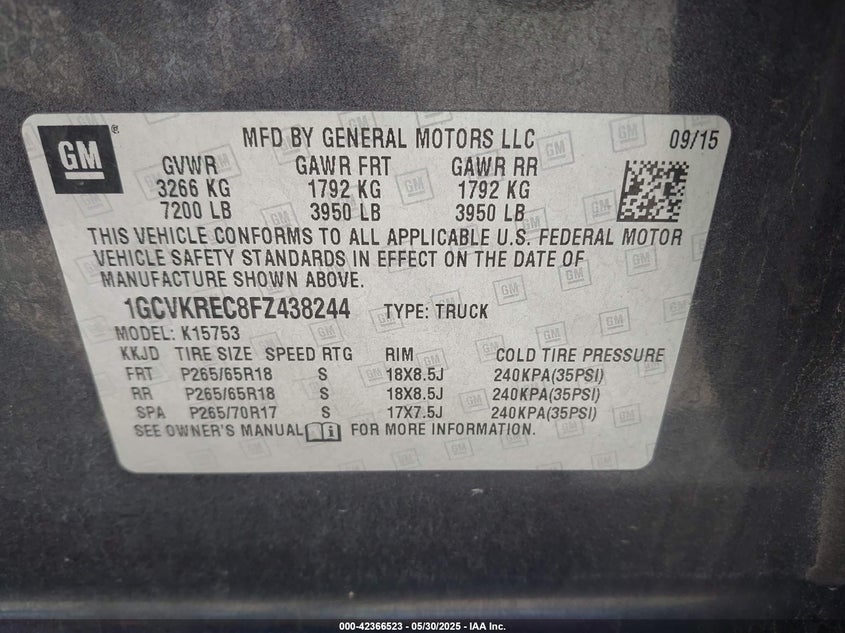 GM
MFD BY GENERAL MOTORS LLC 09/15
GVWR GAWR FRT GAWR RR
3266 KG 1792 KG 1792 KG
7200 LB 3950 LB 3950 LB
THIS VEHICLE CONFORMS TO ALL APPLICABLE U.S. FEDERAL MOTOR
VEHICLE SAFETY STANDARDS IN EFFECT ON THE DATE OF
MANUFACTURE SHOWN ABOVE.
1GCVKREC8FZ438244 TYPE: TRUCK
MODEL: K15753
KKJD TIRE SIZE SPEED RTG RIM COLD TIRE PRESSURE
FRT P265/65R18 S 18X8.5J 240KPA(35PSI)
RR P265/65R18 S 18X8.5J 240KPA(35PSI)
SPA P265/70R17 S 17X7.5J 240KPA(35PSI)
SEE OWNER'S MANUAL FOR MORE INFORMATION.
000-42366523 - 05/30/2025 - IAA Inc.